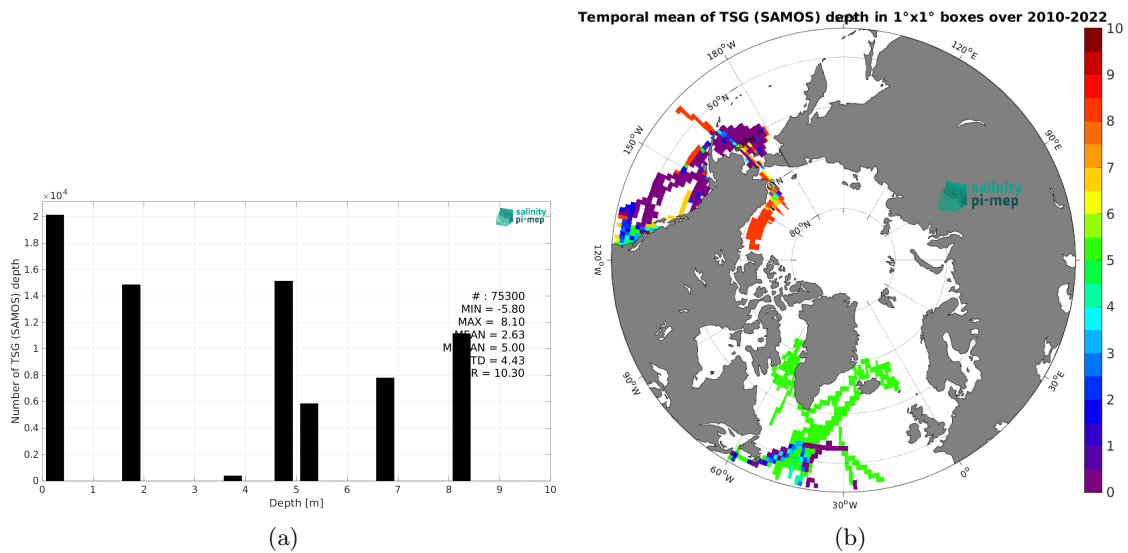 Temporal mean of TSG (SAMOS) depth in 1°x1° boxes over 2010-2022
×10⁴
2
1.8
1.6
1.4
1.2
1
0.8
0.6
0.4
0.2
0
Number of TSG (SAMOS) depth
0 1 2 3 4 5 6 7 8 9 10
Depth [m]
salinity
pi-mep
# : 75300
MIN = -5.80
MAX = 8.10
EAN = 2.63
M AN = 5.00
TD = 4.43
R = 10.30
(a)
180°W
120°E
150°W
90°E
120°W
90°W
60°W
30°W
0°
30°E
50°N
80°N
salinity
pi-mep
10
9
8
7
6
5
4
3
2
1
0
(b)